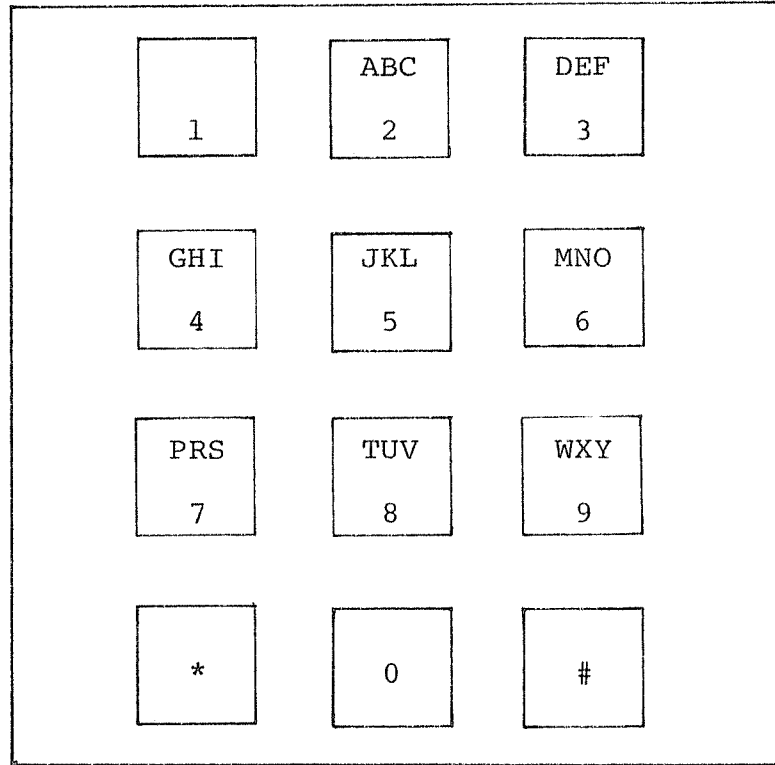 ABC DEF
1 2 3
GHI JKL MNO
4 5 6
PRS TUV WXY
7 8 9
* 0 #